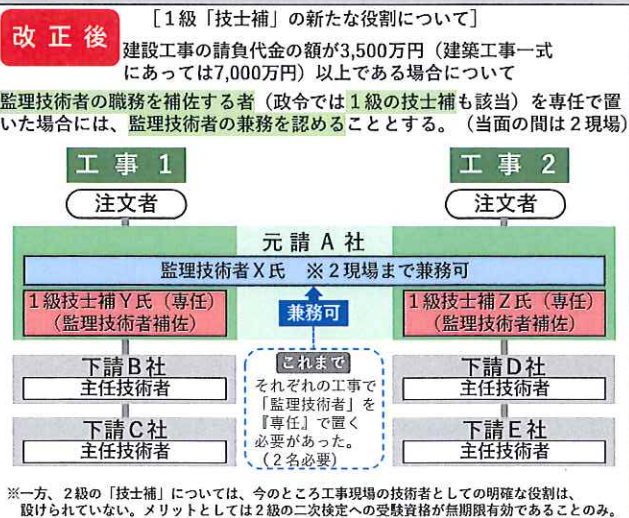 ［１級「技士補」の新たな役割について］
改正後
建設工事の請負代金の額が3,500万円（建築工事一式
にあっては7,000万円）以上である場合について
監理技術者の職務を補佐する者（政令では１級の技士補も該当）を専任で置
いた場合には、監理技術者の兼務を認めることとする。（当面の間は２現場）
工事１
工事２
注文者
注文者
元請Ａ社
監理技術者Ｘ氏　※２現場まで兼務可
１級技士補Ｙ氏（専任）
（監理技術者補佐）
兼務可
１級技士補Ｚ氏（専任）
（監理技術者補佐）
下請Ｂ社
主任技術者
下請Ｃ社
主任技術者
これまで
それぞれの工事で
「監理技術者」を
『専任』で置く
必要があった。
（２名必要）
下請Ｄ社
主任技術者
下請Ｅ社
主任技術者
※一方、２級の「技士補」については、今のところ工事現場の技術者としての明確な役割は、
設けられていない。メリットとしては２級の二次検定への受験資格が無期限有効であることのみ。